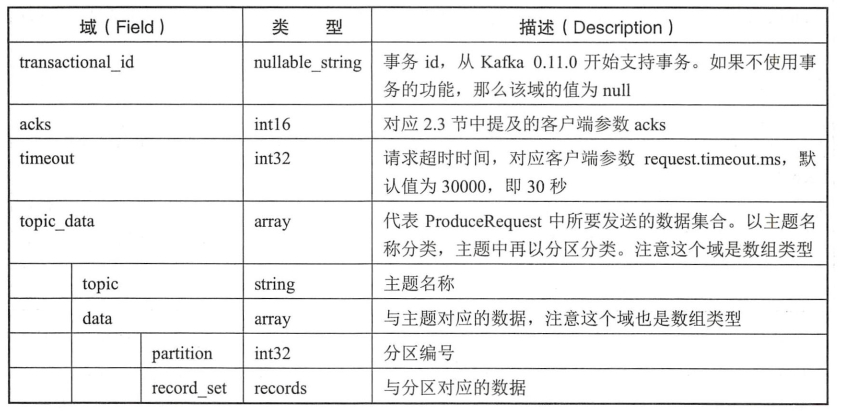 域（Field） 类 型 描述（Description）
transactional_id nullable_string 事务 id，从 Kafka 0.11.0 开始支持事务。如果不使用事
务的功能，那么该域的值为 null
acks int16 对应 2.3 节中提及的客户端参数 acks
timeout int32 请求超时时间，对应客户端参数 request.timeout.ms，默
认值为 30000，即 30 秒
topic_data array 代表 ProduceRequest 中所要发送的数据集合。以主题名
称分类，主题中再以分区分类。注意这个域是数组类型
topic string 主题名称
data array 与主题对应的数据，注意这个域也是数组类型
partition int32 分区编号
record_set records 与分区对应的数据